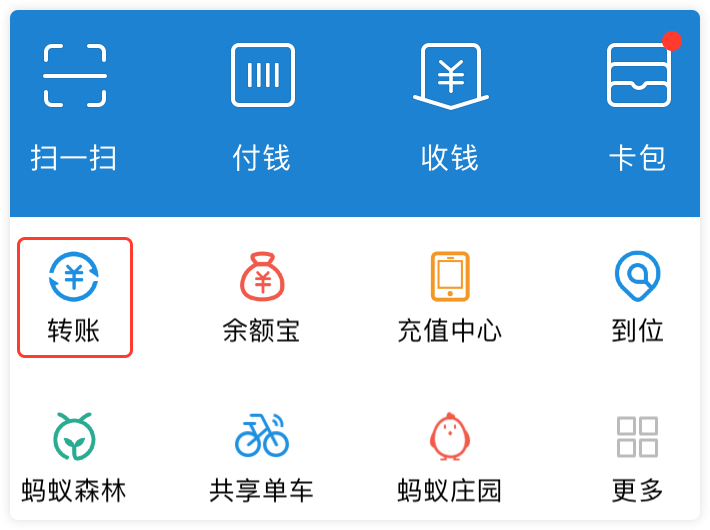 扫一扫 付钱 收钱 卡包
转账 余额宝 充值中心 到位
蚂蚁森林 共享单车 蚂蚁庄园 更多